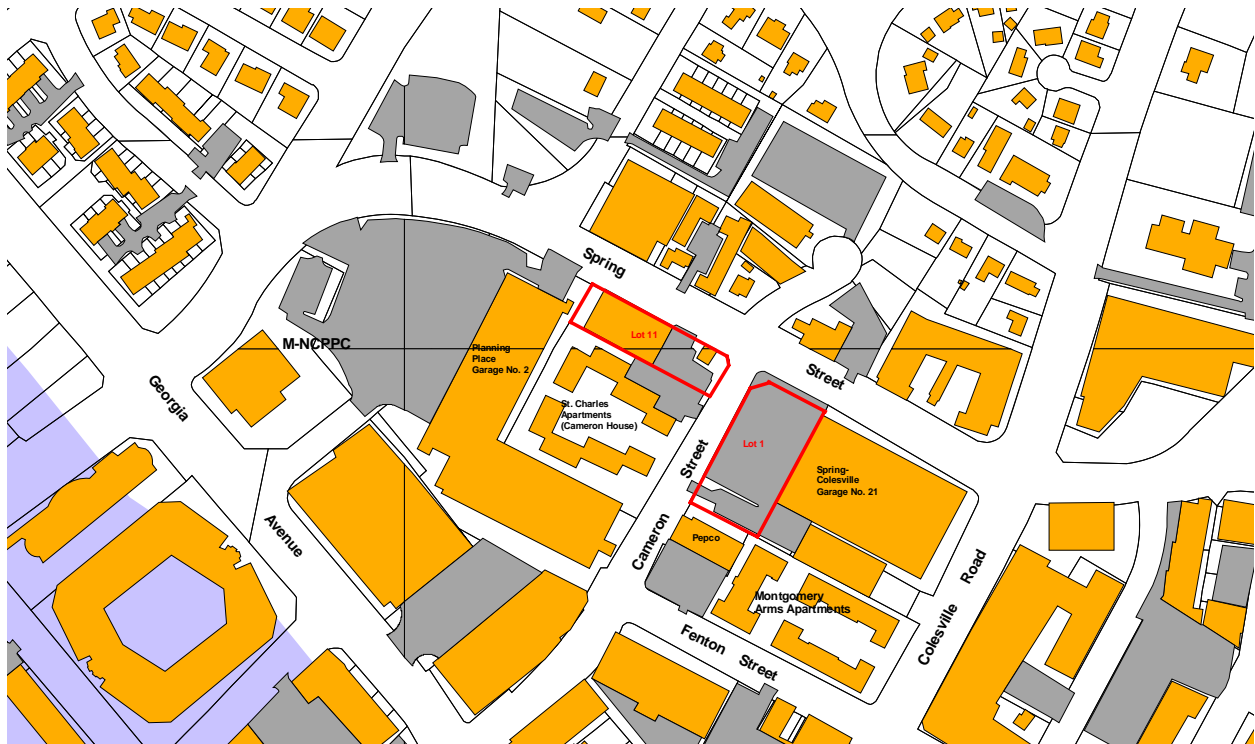 Spring
Lot 11
M-NCPPC
Planning
Place
Garage No. 2
Georgia
Street
St. Charles
Apartments
(Cameron House)
Lot 1
Street
Spring-
Colesville
Garage No. 21
Avenue
Cameron
Pepco
Road
Montgomery
Arms Apartments
Colesville
Fenton Street